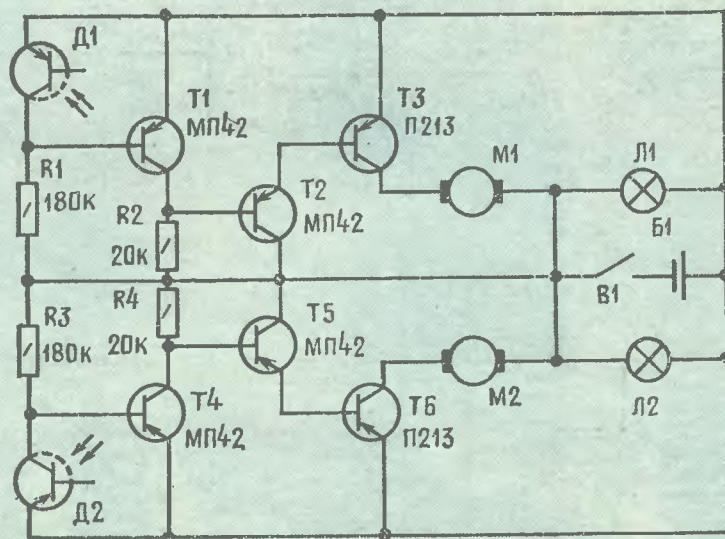 Д1
Т1
МП42
Т3
П213
М1
Л1
R1
180к
R2
20к
Т2
МП42
Б1
В1
R3
180к
R4
20к
Т5
МП42
Т4
МП42
М2
Т6
П213
Л2
Д2